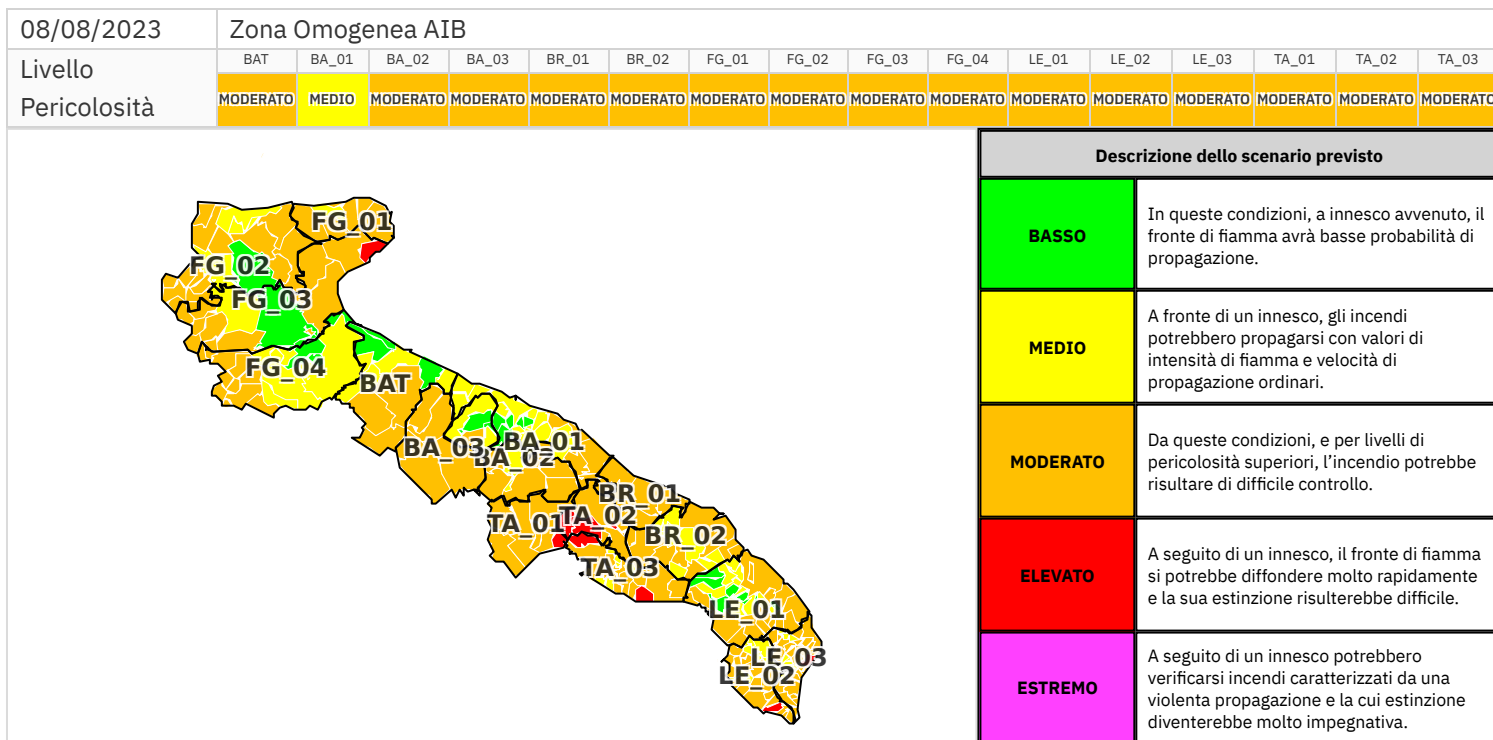 08/08/2023 Zona Omogenea AIB
Livello Pericolosità
BAT BA_01 BA_02 BA_03 BR_01 BR_02 FG_01 FG_02 FG_03 FG_04 LE_01 LE_02 LE_03 TA_01 TA_02 TA_03
MODERATO MEDIO MODERATO MODERATO MODERATO MODERATO MODERATO MODERATO MODERATO MODERATO MODERATO MODERATO MODERATO MODERATO MODERATO MODERATO
FG_01
FG_02
FG_03
FG_04
BAT
BA_03
BA_01
BA_02
BR_01
TA_01
TA_02
BR_02
TA_03
LE_01
LE_03
LE_02
Descrizione dello scenario previsto
BASSO
In queste condizioni, a innesco avvenuto, il
fronte di fiamma avrà basse probabilità di
propagazione.
MEDIO
A fronte di un innesco, gli incendi
potrebbero propagarsi con valori di
intensità di fiamma e velocità di
propagazione ordinari.
MODERATO
Da queste condizioni, e per livelli di
pericolosità superiori, l’incendio potrebbe
risultare di difficile controllo.
ELEVATO
A seguito di un innesco, il fronte di fiamma
si potrebbe diffondere molto rapidamente
e la sua estinzione risulterebbe difficile.
ESTREMO
A seguito di un innesco potrebbero
verificarsi incendi caratterizzati da una
violenta propagazione e la cui estinzione
diventerebbe molto impegnativa.